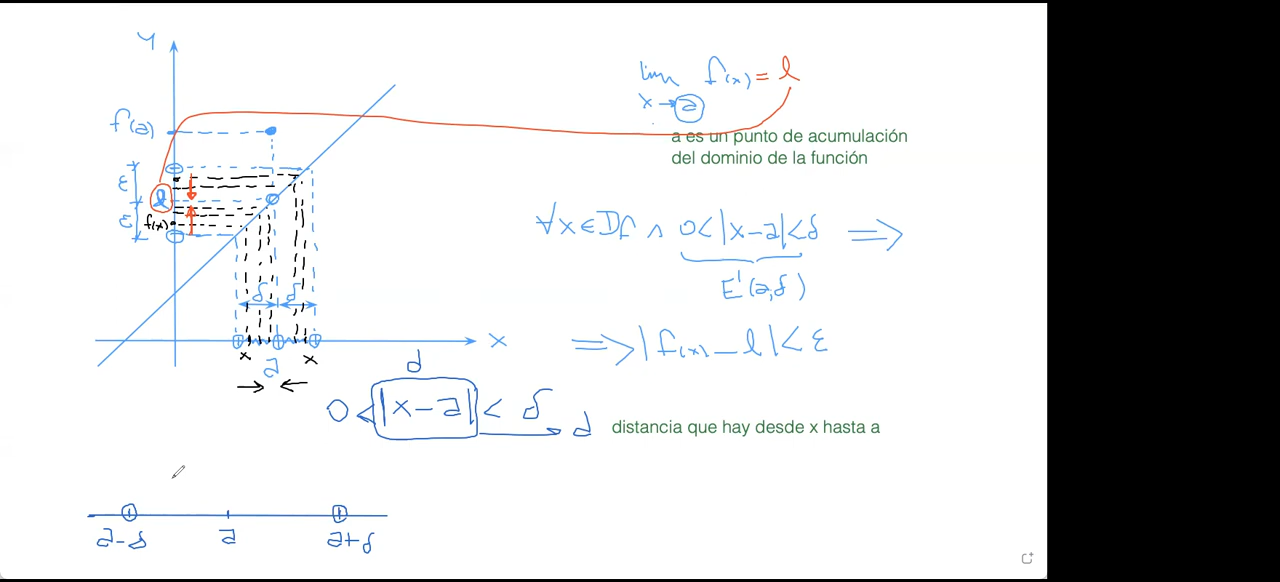 Y
lim f(x) = l
x→a
a es un punto de acumulación
del dominio de la función
f(a)
ε
l
ε
f(x)
∀x∈Df ∧ 0<|x-a|<δ ⟹
E'(a,δ)
δ δ
x a x
X
⟹ |f(x) - l| < ε
d
0 < |x-a| < δ
d distancia que hay desde x hasta a
a-δ a a+δ